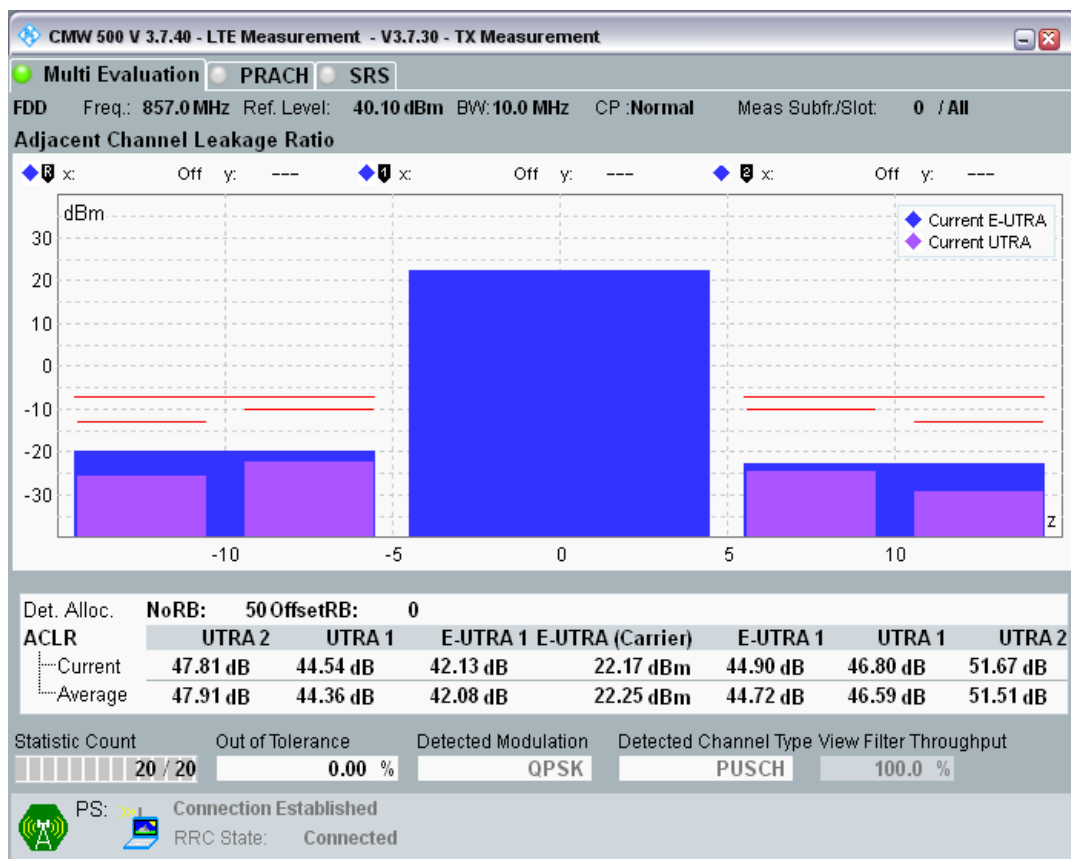 CMW 500 V 3.7.40 - LTE Measurement - V3.7.30 - TX Measurement
Multi Evaluation PRACH SRS
FDD Freq.: 857.0 MHz Ref. Level: 40.10 dBm BW: 10.0 MHz CP :Normal Meas Subfr./Slot: 0 / All
Adjacent Channel Leakage Ratio
R x: Off y: --- 1 x: Off y: --- 2 x: Off y: ---
dBm
Current E-UTRA
Current UTRA
30
20
10
0
-10
-20
-30
z
-10 -5 0 5 10
Det. Alloc. NoRB: 50 OffsetRB: 0
ACLR UTRA 2 UTRA 1 E-UTRA 1 E-UTRA (Carrier) E-UTRA 1 UTRA 1 UTRA 2
Current 47.81 dB 44.54 dB 42.13 dB 22.17 dBm 44.90 dB 46.80 dB 51.67 dB
Average 47.91 dB 44.36 dB 42.08 dB 22.25 dBm 44.72 dB 46.59 dB 51.51 dB
Statistic Count Out of Tolerance Detected Modulation Detected Channel Type View Filter Throughput
20 / 20 0.00 % QPSK PUSCH 100.0 %
PS: Connection Established
RRC State: Connected